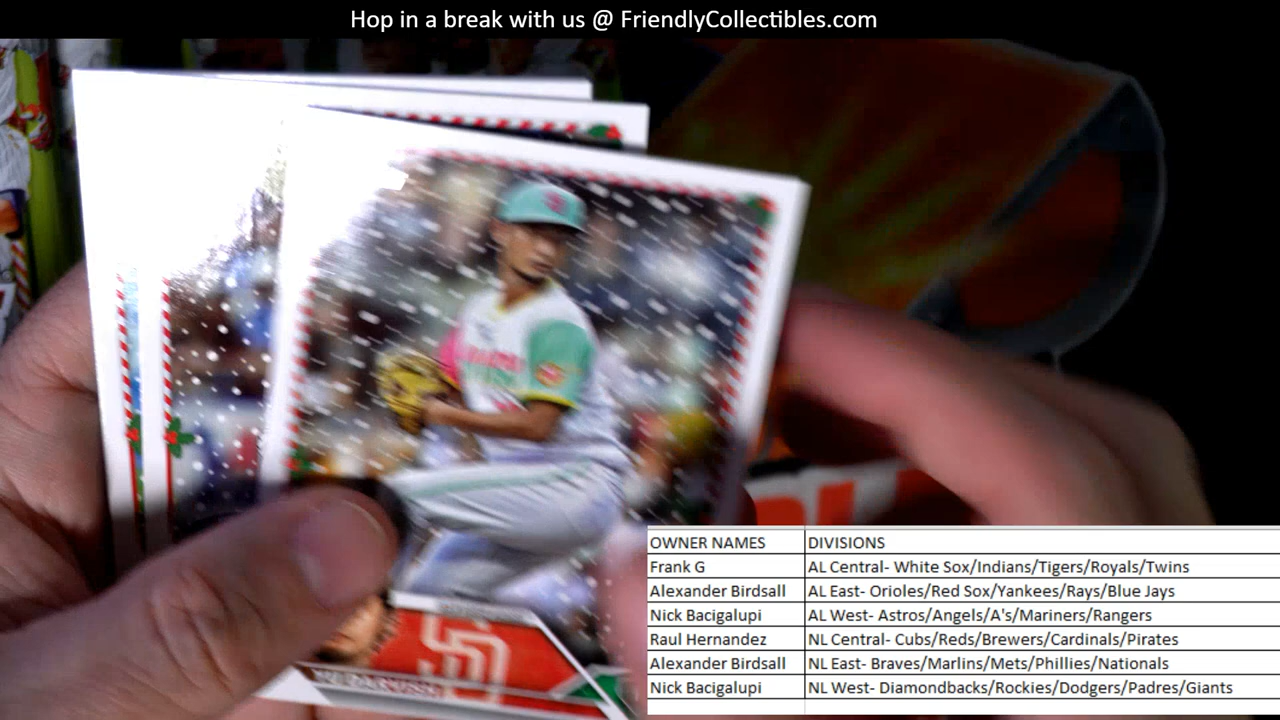 Hop in a break with us @ FriendlyCollectibles.com
SD
OWNER NAMES DIVISIONS
Frank G AL Central- White Sox/Indians/Tigers/Royals/Twins
Alexander Birdsall AL East- Orioles/Red Sox/Yankees/Rays/Blue Jays
Nick Bacigalupi AL West- Astros/Angels/A's/Mariners/Rangers
Raul Hernandez NL Central- Cubs/Reds/Brewers/Cardinals/Pirates
Alexander Birdsall NL East- Braves/Marlins/Mets/Phillies/Nationals
Nick Bacigalupi NL West- Diamondbacks/Rockies/Dodgers/Padres/Giants